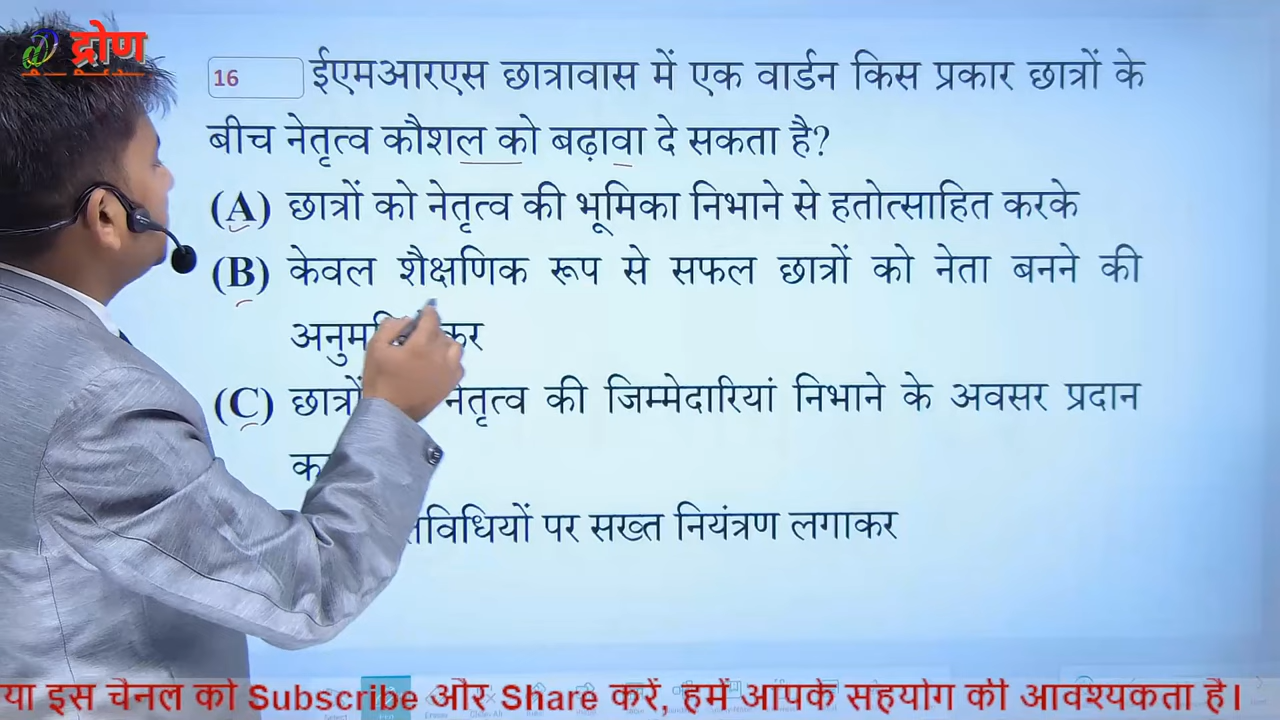 द्रोण
16 ईएमआरएस छात्रावास में एक वार्डन किस प्रकार छात्रों के
बीच नेतृत्व कौशल को बढ़ावा दे सकता है?
(A) छात्रों को नेतृत्व की भूमिका निभाने से हतोत्साहित करके
(B) केवल शैक्षणिक रूप से सफल छात्रों को नेता बनने की
कर
(C) छात्रों नेतृत्व की जिम्मेदारियां निभाने के अवसर प्रदान
पर सख्त नियंत्रण लगाकर
या इस चैनल को Subscribe और Share करें, हमें आपके सहयोग की आवश्यकता है।